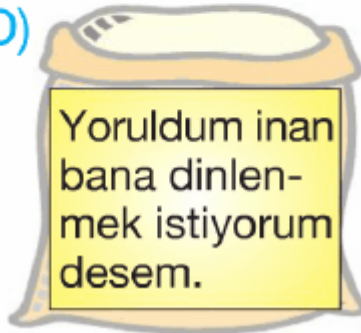 D)
Yoruldum inan
bana dinlen-
mek istiyorum
desem.